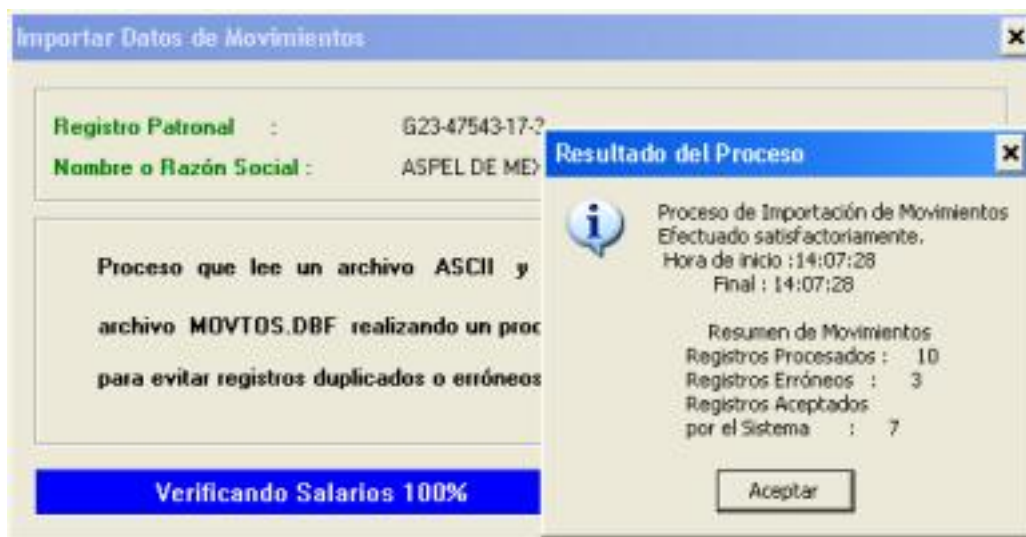 Importar Datos de Movimientos
Registro Patronal :
G23-47543-17-
Nombre o Razón Social :
ASPEL DE MEX
Proceso que lee un archivo ASCII y
archivo MOVTOS.DBF realizando un proc
para evitar registros duplicados o erróneos
Verificando Salarios 100%
Resultado del Proceso
Proceso de Importación de Movimientos
Efectuado satisfactoriamente.
Hora de inicio :14:07:28
Final : 14:07:28
Resumen de Movimientos
Registros Procesados : 10
Registros Erróneos : 3
Registros Aceptados
por el Sistema : 7
Aceptar